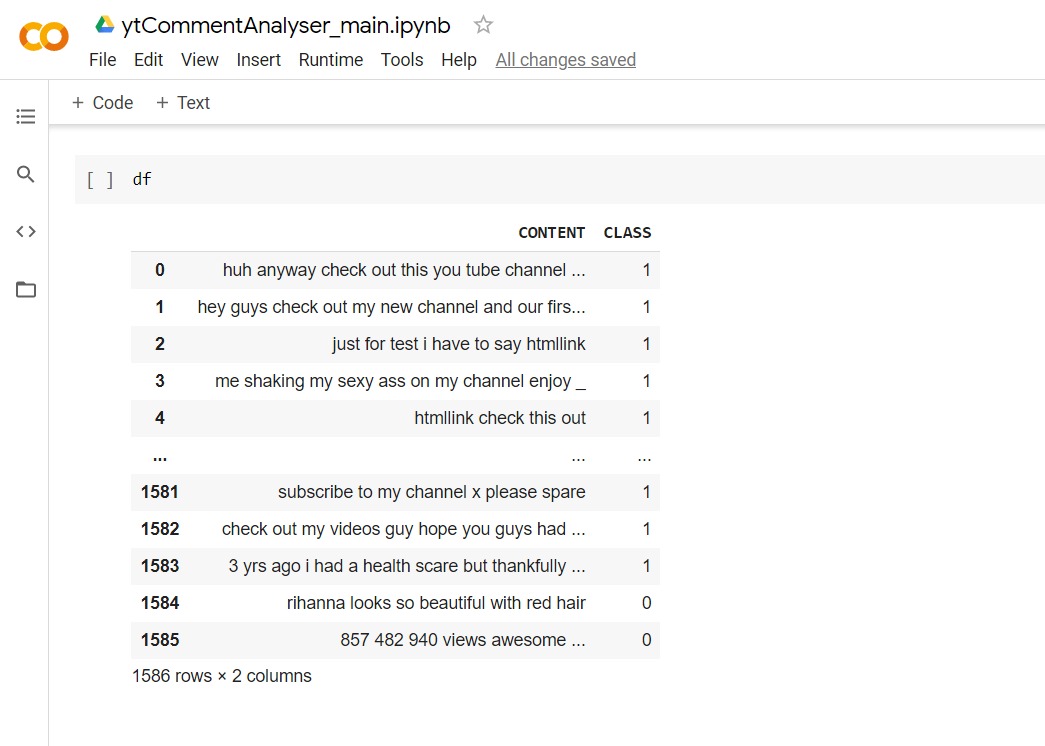 ytCommentAnalyser_main.ipynb
File Edit View Insert Runtime Tools Help All changes saved
+ Code + Text
[ ] df
CONTENT CLASS
0 huh anyway check out this you tube channel ... 1
1 hey guys check out my new channel and our firs... 1
2 just for test i have to say htmllink 1
3 me shaking my sexy ass on my channel enjoy _ 1
4 htmllink check this out 1
... ... ...
1581 subscribe to my channel x please spare 1
1582 check out my videos guy hope you guys had ... 1
1583 3 yrs ago i had a health scare but thankfully ... 1
1584 rihanna looks so beautiful with red hair 0
1585 857 482 940 views awesome ... 0
1586 rows × 2 columns